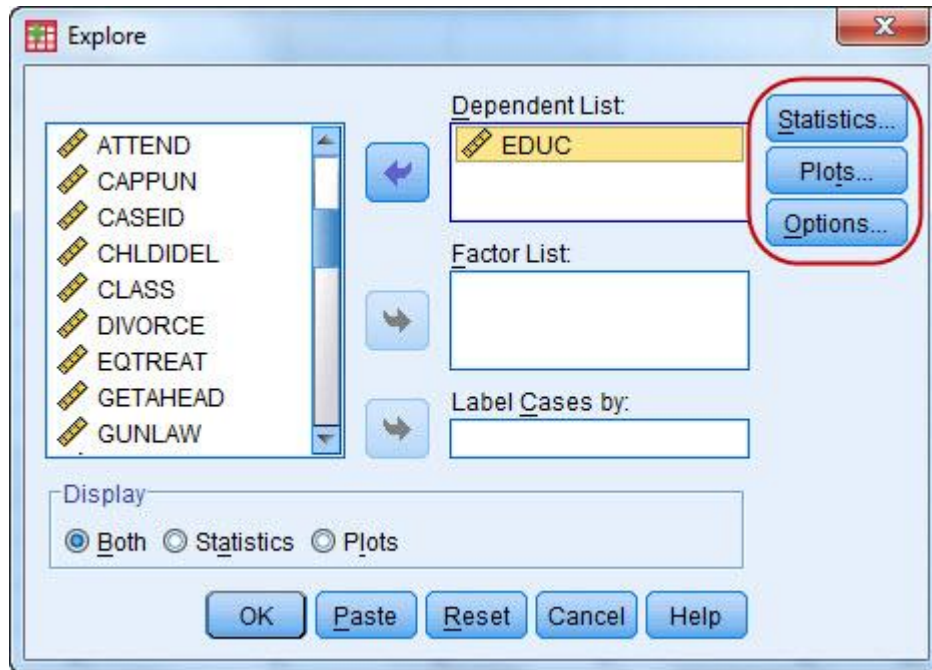 Explore
ATTEND
CAPPUN
CASEID
CHLDIDEL
CLASS
DIVORCE
EQTREAT
GETAHEAD
GUNLAW
Dependent List:
EDUC
Factor List:
Label Cases by:
Statistics...
Plots...
Options...
Display
Both Statistics Plots
OK Paste Reset Cancel Help